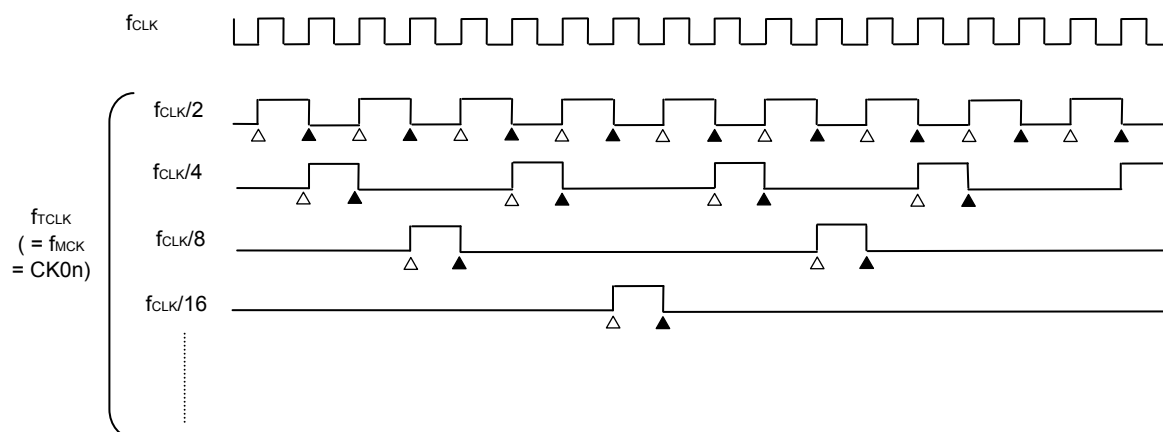 fCLK
fCLK/2
fCLK/4
fTCLK
( = fMCK
= CK0n)
fCLK/8
fCLK/16